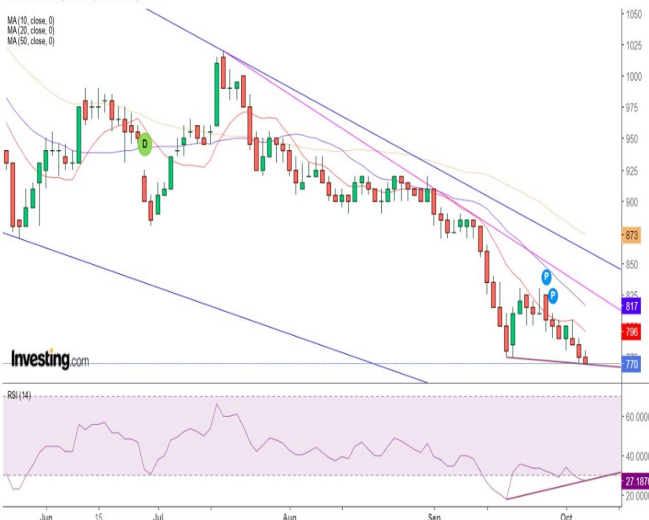 MA (10, close, 0)
MA (20, close, 0)
MA (50, close, 0)
1050
1025
1000
975
950
925
900
873
850
817
796
770
D
P
P
Investing.com
RSI (14)
60.0000
40.0000
27.1876
20.0000
Jun
15
Jul
Aug
Sep
Oct